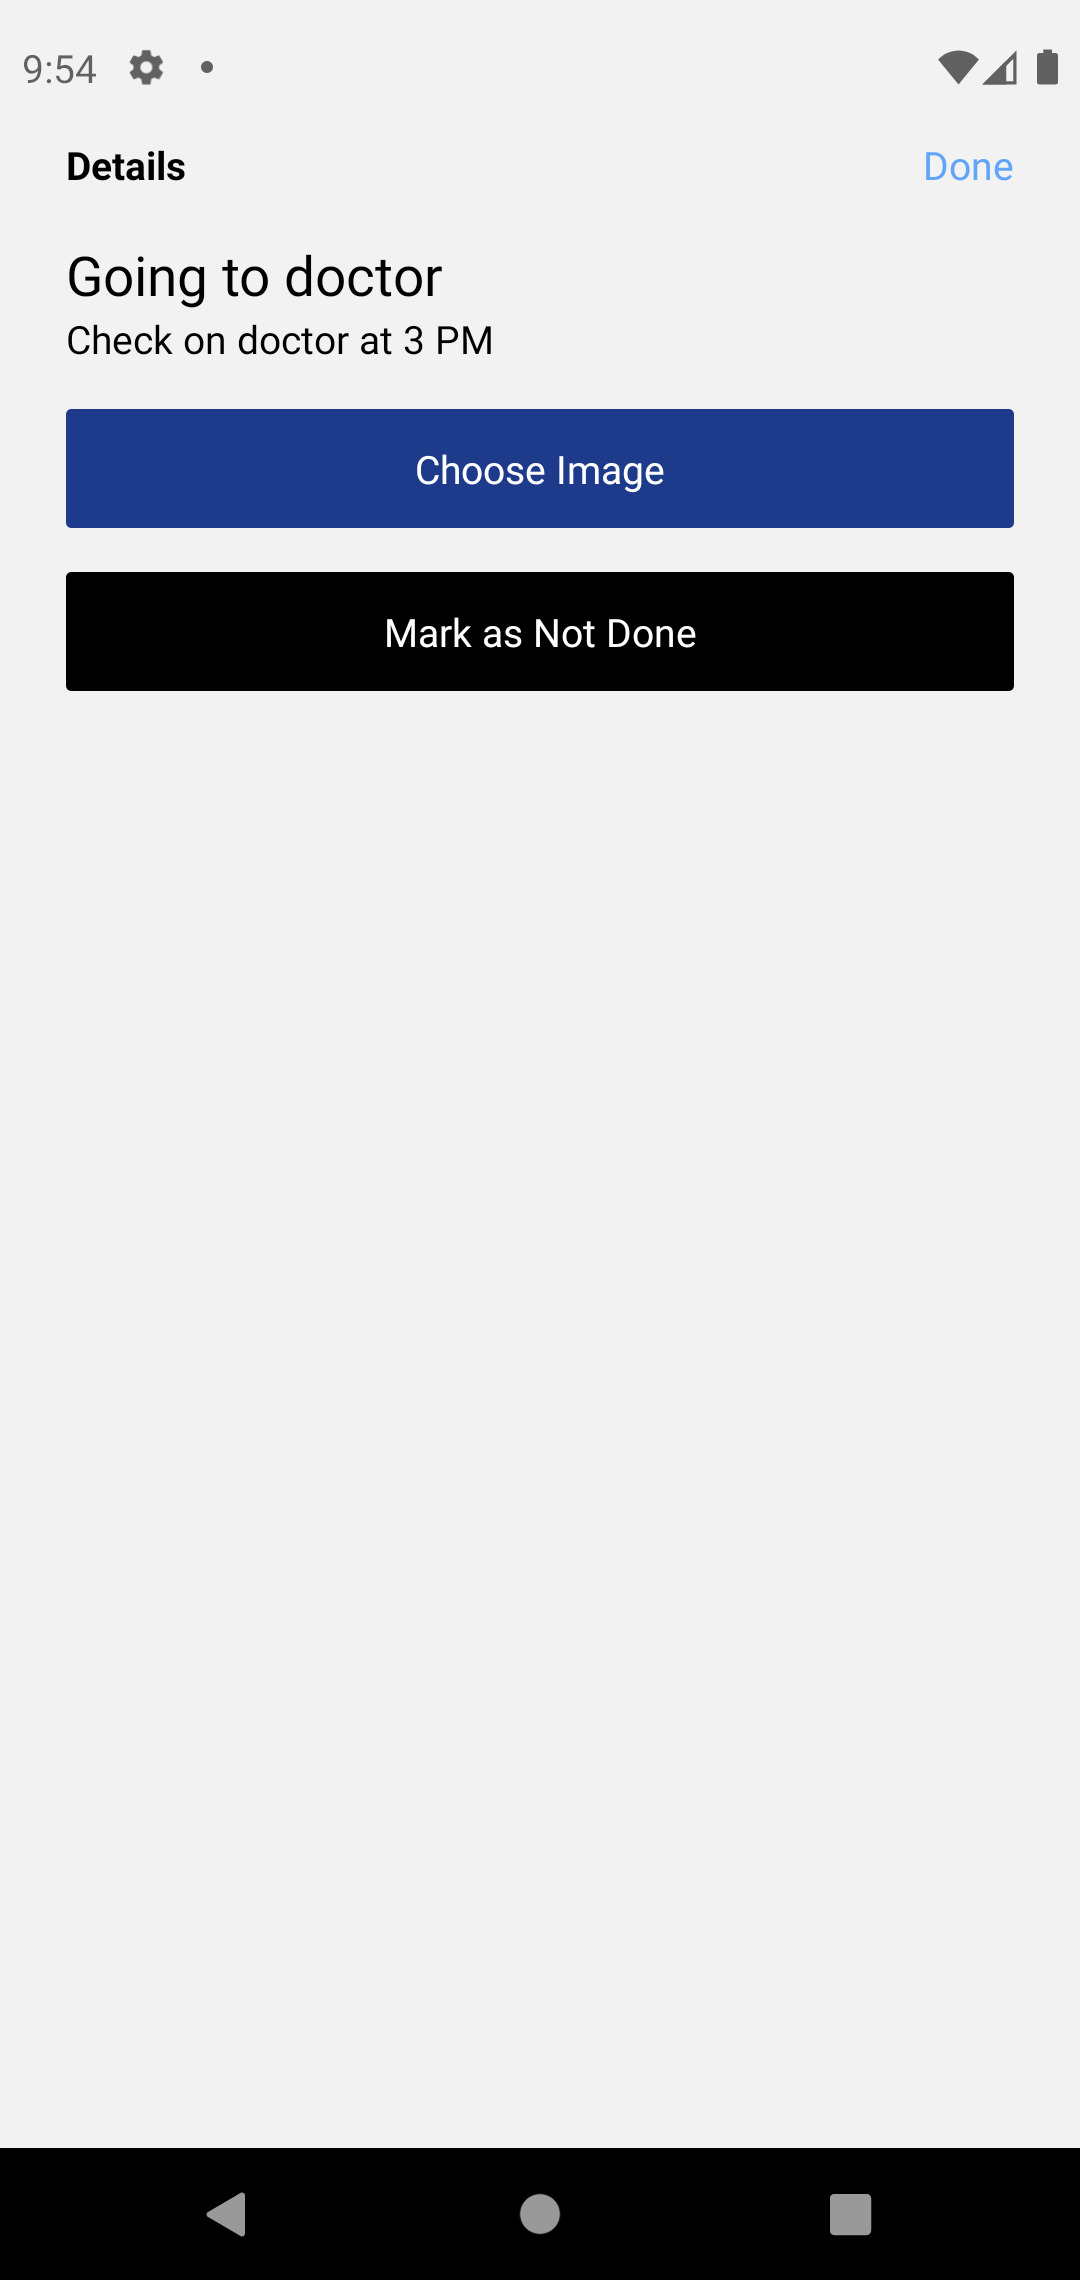 9:54
Details
Done
Going to doctor
Check on doctor at 3 PM
Choose Image
Mark as Not Done